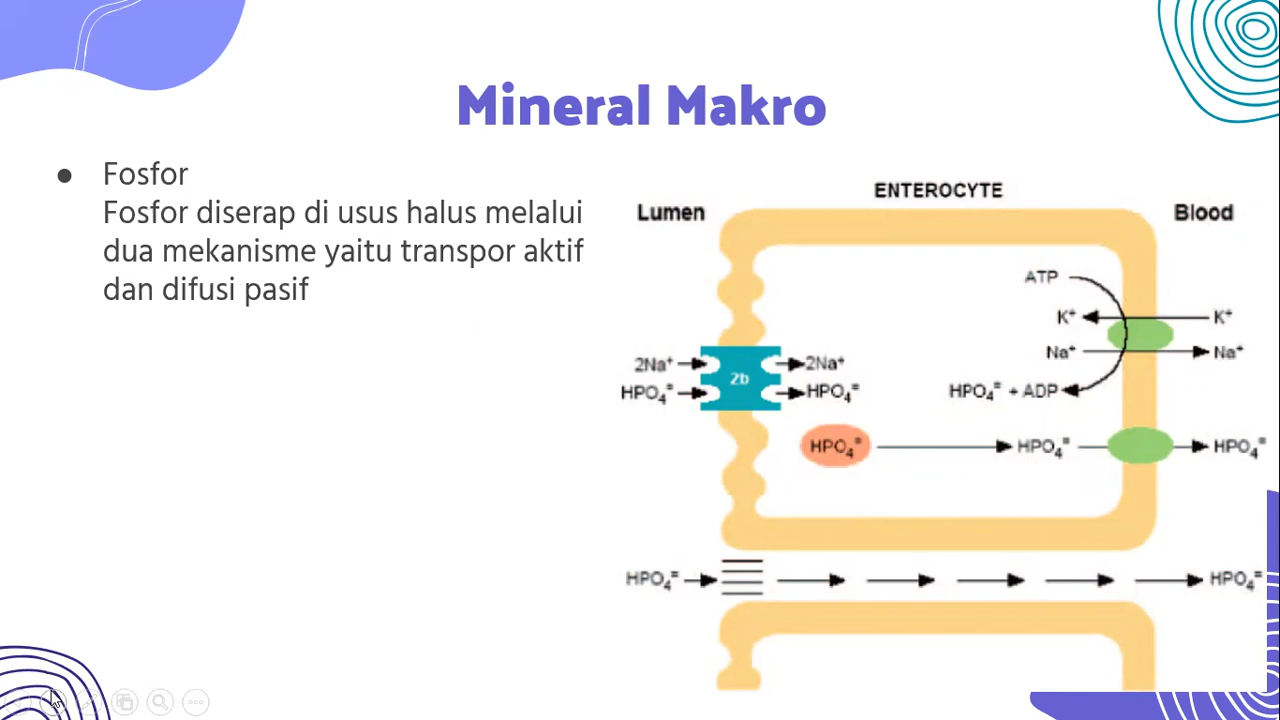 Mineral Makro
● Fosfor
Fosfor diserap di usus halus melalui
dua mekanisme yaitu transpor aktif
dan difusi pasif
ENTEROCYTE
Lumen
Blood
ATP
K⁺
K⁺
Na⁺
Na⁺
HPO₄⁼ + ADP
2Na⁺
2b
2Na⁺
HPO₄⁼
HPO₄⁼
HPO₄⁼
HPO₄⁼
HPO₄⁼
HPO₄⁼
HPO₄⁼